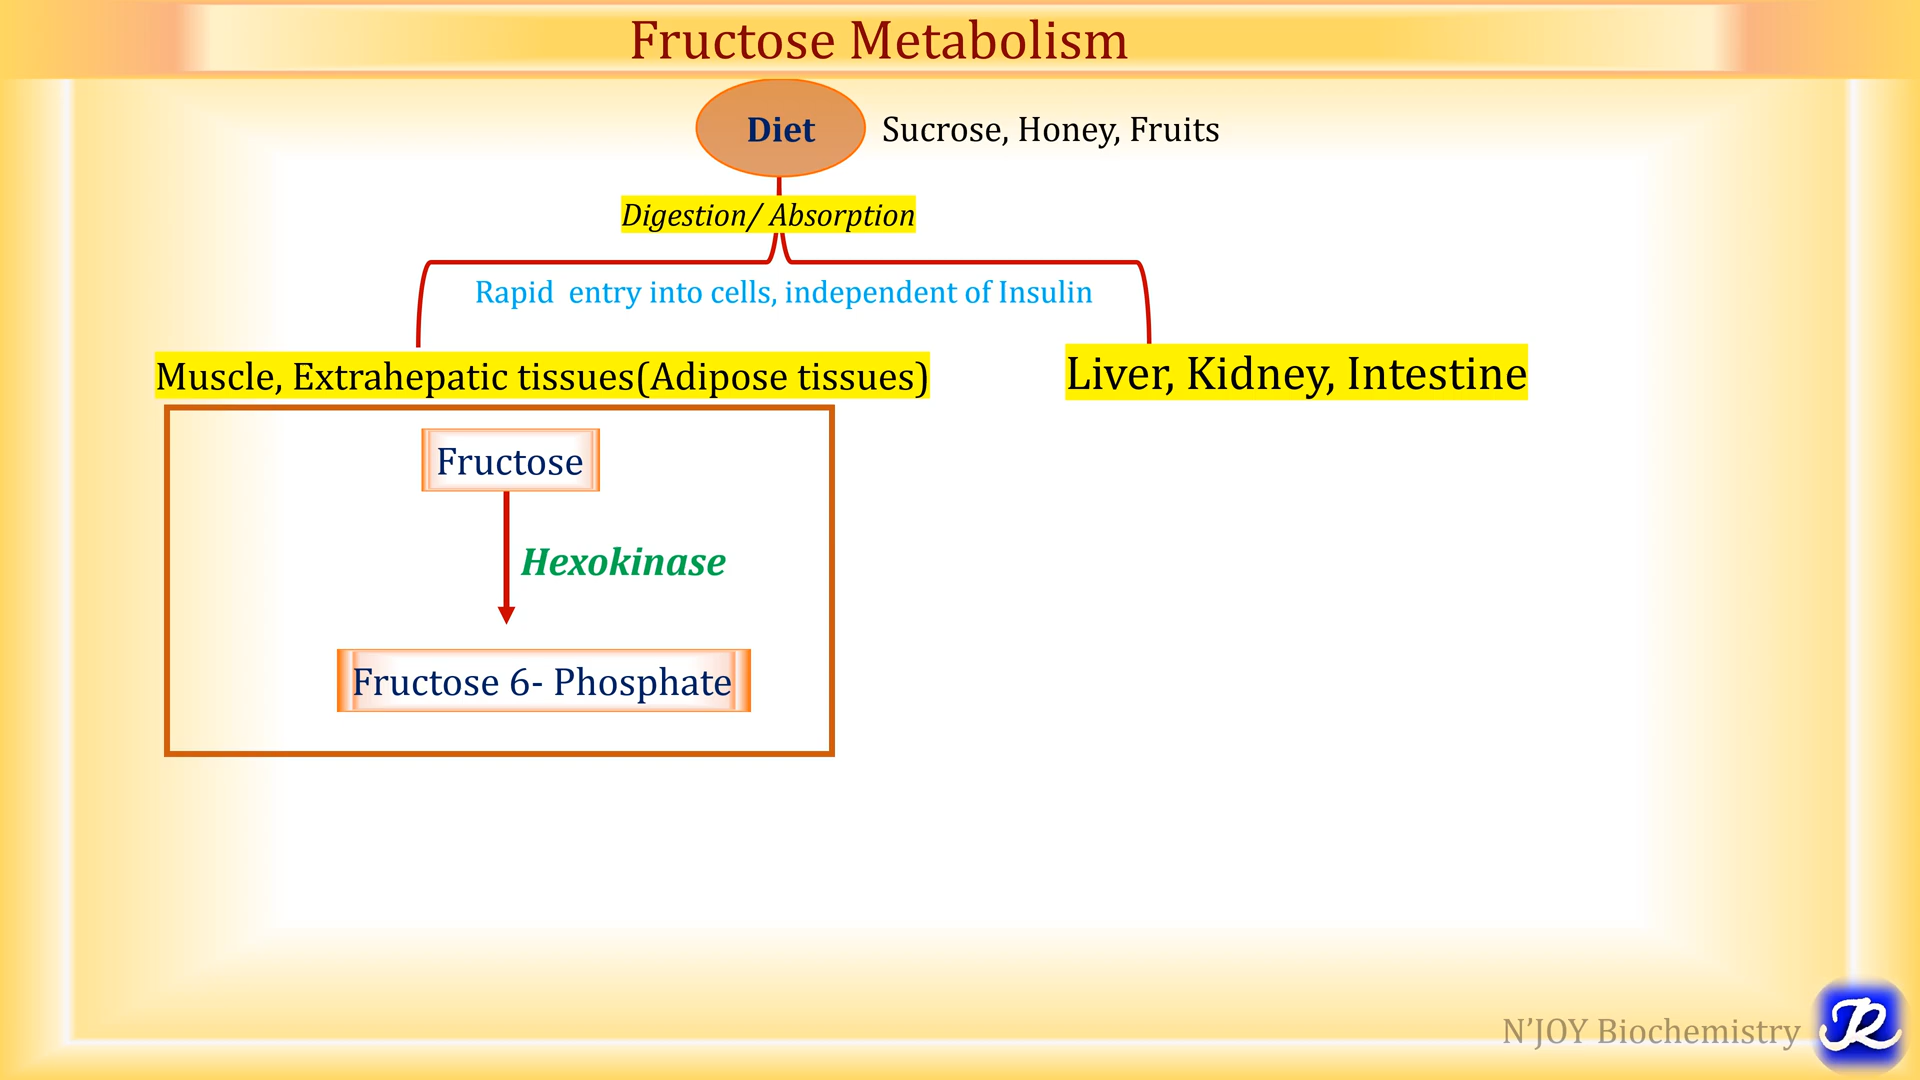 Fructose Metabolism
Diet
Sucrose, Honey, Fruits
Digestion/ Absorption
Rapid  entry into cells, independent of Insulin
Muscle, Extrahepatic tissues(Adipose tissues)
Liver, Kidney, Intestine
Fructose
Hexokinase
Fructose 6- Phosphate
N’JOY Biochemistry
JR